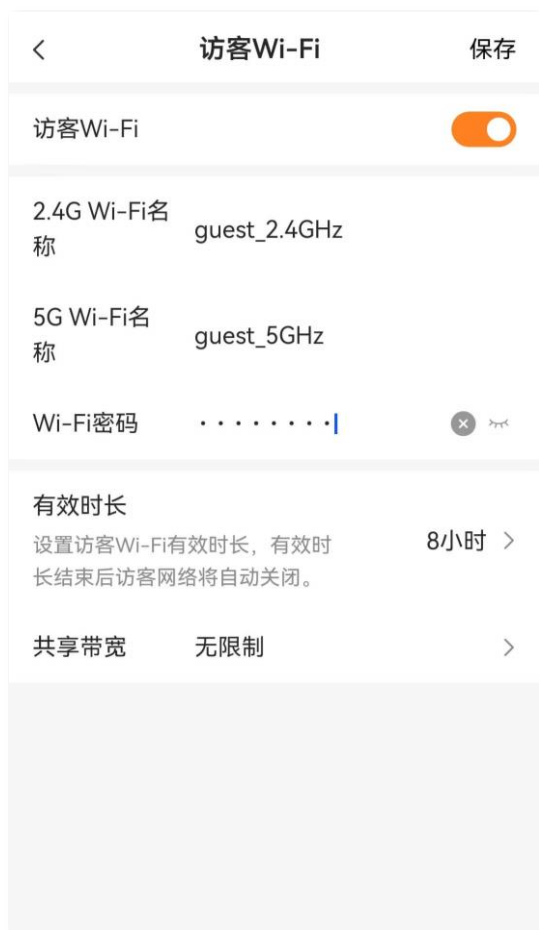 访客Wi-Fi
保存
访客Wi-Fi
2.4G Wi-Fi名
称
guest_2.4GHz
5G Wi-Fi名
称
guest_5GHz
Wi-Fi密码
········
有效时长
设置访客Wi-Fi有效时长，有效时
长结束后访客网络将自动关闭。
8小时
共享带宽
无限制